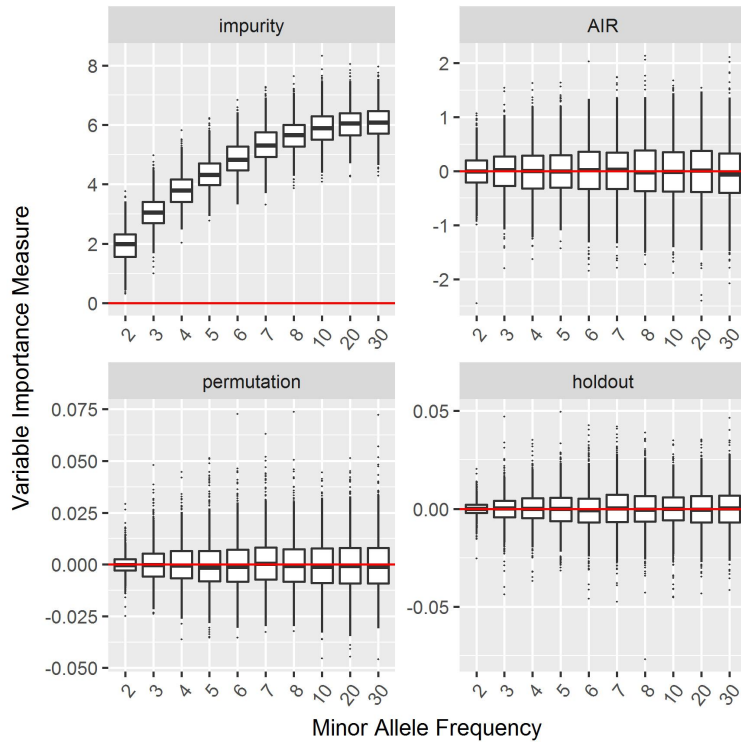 impurity
AIR
8
6
4
2
0
2
1
0
-1
-2
2 3 4 5 6 7 8 10 20 30
2 3 4 5 6 7 8 10 20 30
Variable Importance Measure
permutation
holdout
0.075
0.050
0.025
0.000
-0.025
-0.050
0.05
0.00
-0.05
2 3 4 5 6 7 8 10 20 30
2 3 4 5 6 7 8 10 20 30
Minor Allele Frequency